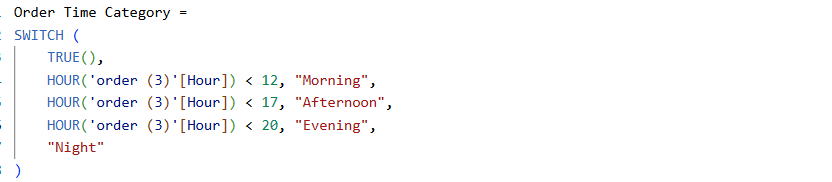 Order Time Category =
SWITCH (
TRUE(),
HOUR('order (3)'[Hour]) < 12, "Morning",
HOUR('order (3)'[Hour]) < 17, "Afternoon",
HOUR('order (3)'[Hour]) < 20, "Evening",
"Night"
)